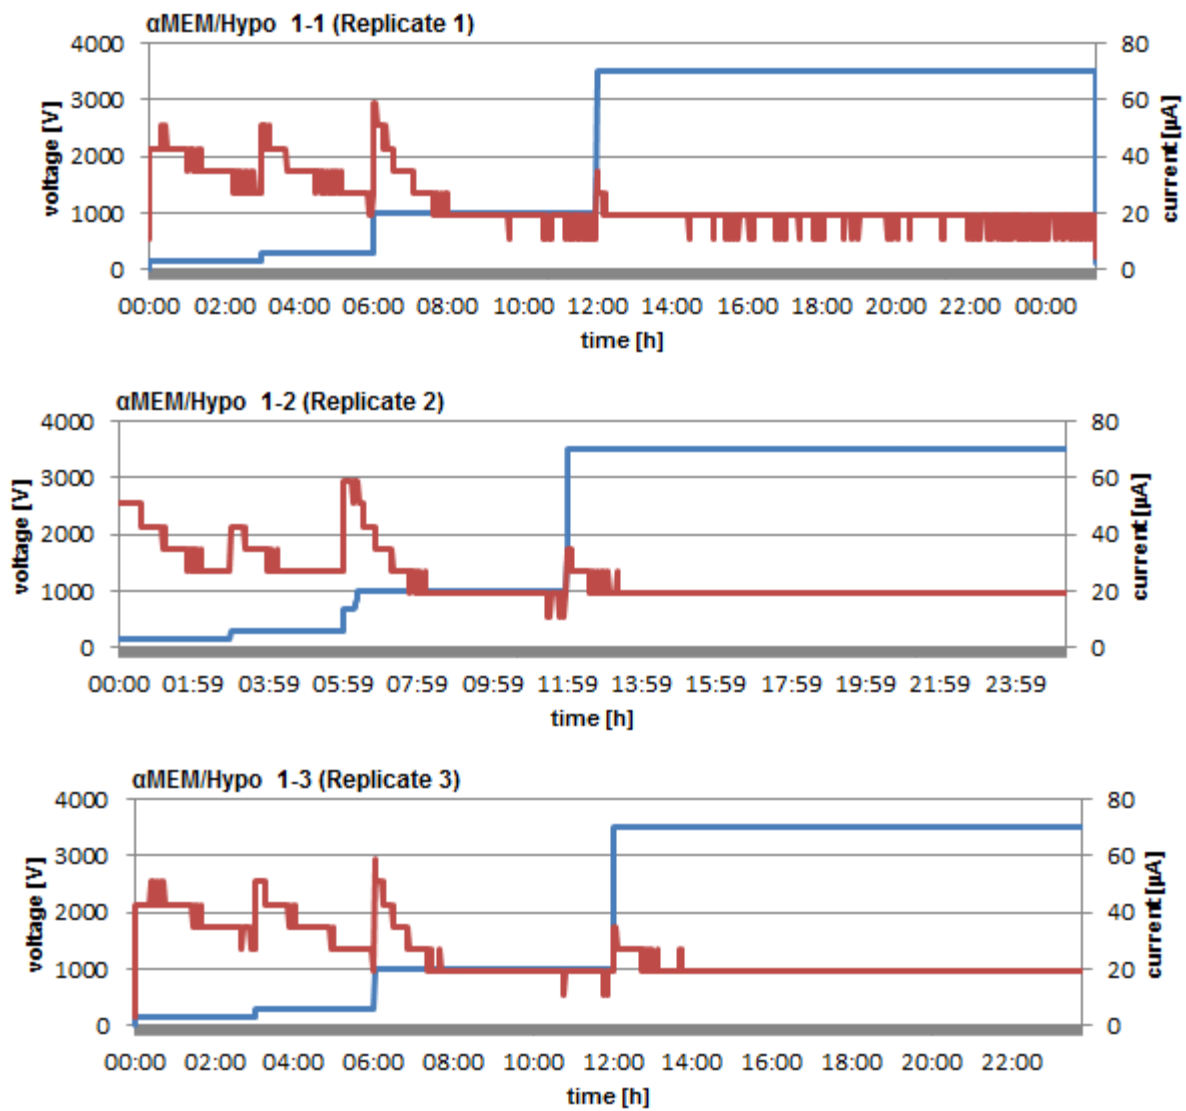 αMEM/Hypo 1-1 (Replicate 1)
4000 80
3000 60
2000 40
1000 20
0 0
voltage [V]
current [µA]
00:00 02:00 04:00 06:00 08:00 10:00 12:00 14:00 16:00 18:00 20:00 22:00 00:00
time [h]
αMEM/Hypo 1-2 (Replicate 2)
4000 80
3000 60
2000 40
1000 20
0 0
voltage [V]
current [µA]
00:00 01:59 03:59 05:59 07:59 09:59 11:59 13:59 15:59 17:59 19:59 21:59 23:59
time [h]
αMEM/Hypo 1-3 (Replicate 3)
4000 80
3000 60
2000 40
1000 20
0 0
voltage [V]
current [µA]
00:00 02:00 04:00 06:00 08:00 10:00 12:00 14:00 16:00 18:00 20:00 22:00
time [h]